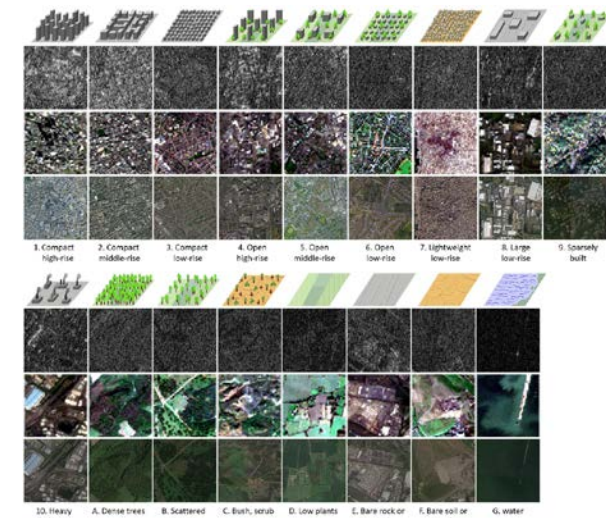 1. Compact 2. Compact 3. Compact 4. Open 5. Open 6. Open 7. Lightweight 8. Large 9. Sparsely
high-rise middle-rise low-rise high-rise middle-rise low-rise low-rise low-rise built
10. Heavy A. Dense trees B. Scattered C. Bush, scrub D. Low plants E. Bare rock or F. Bare soil or G. water